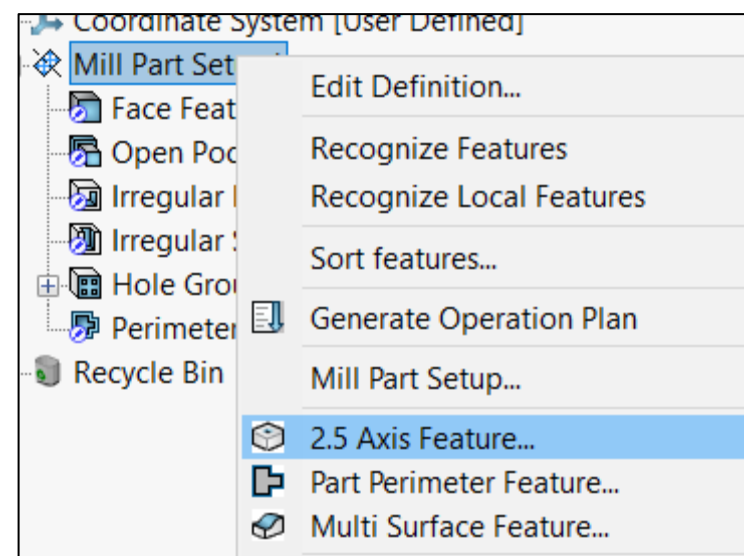 Coordinate System [User Defined]
Mill Part Set
Face Feat
Open Poc
Irregular
Irregular
Hole Gro
Perimeter
Recycle Bin
Edit Definition...
Recognize Features
Recognize Local Features
Sort features...
Generate Operation Plan
Mill Part Setup...
2.5 Axis Feature...
Part Perimeter Feature...
Multi Surface Feature...